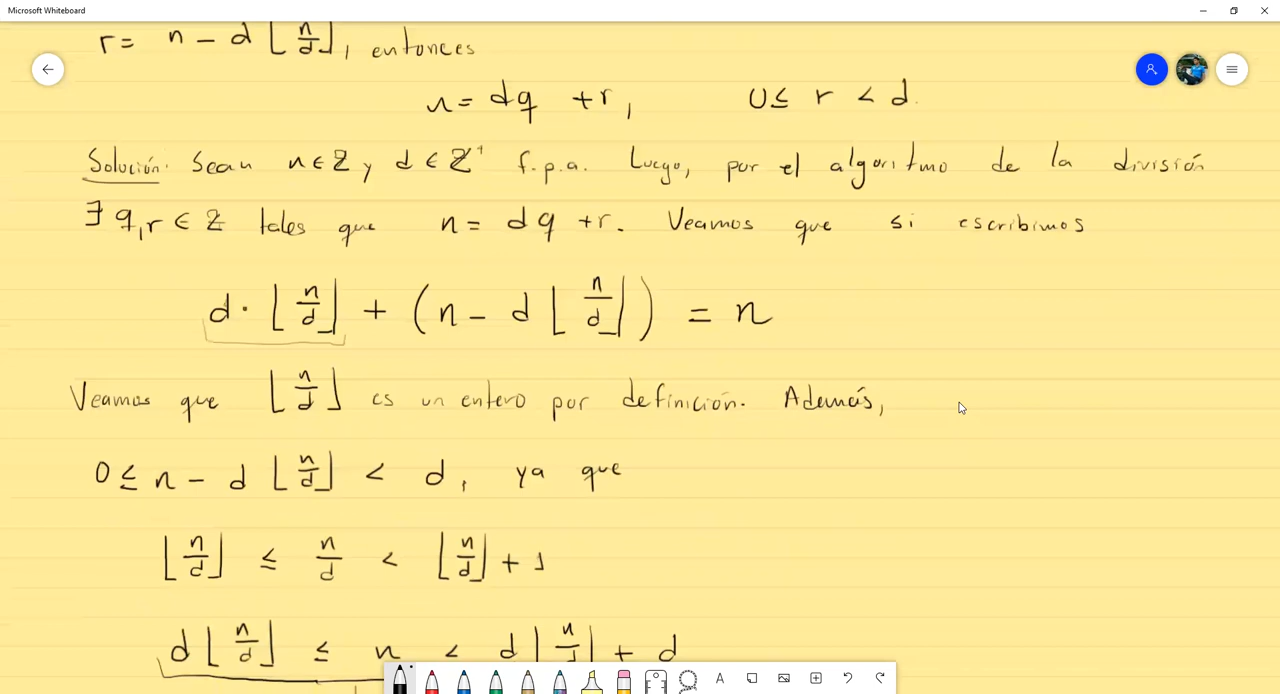 Microsoft Whiteboard
r = n - d ⌊n/d⌋, entonces
n = dq + r, 0 ≤ r < d.
Solución: Sean n ∈ ℤ y d ∈ ℤ⁺ f.p.a. Luego, por el algoritmo de la división
∃ q, r ∈ ℤ tales que n = dq + r. Veamos que si escribimos
d · ⌊n/d⌋ + (n - d ⌊n/d⌋) = n
Veamos que ⌊n/d⌋ es un entero por definición. Además,
0 ≤ n - d ⌊n/d⌋ < d, ya que
⌊n/d⌋ ≤ n/d < ⌊n/d⌋ + 1
d ⌊n/d⌋ ≤ n < d ⌊n/d⌋ + d